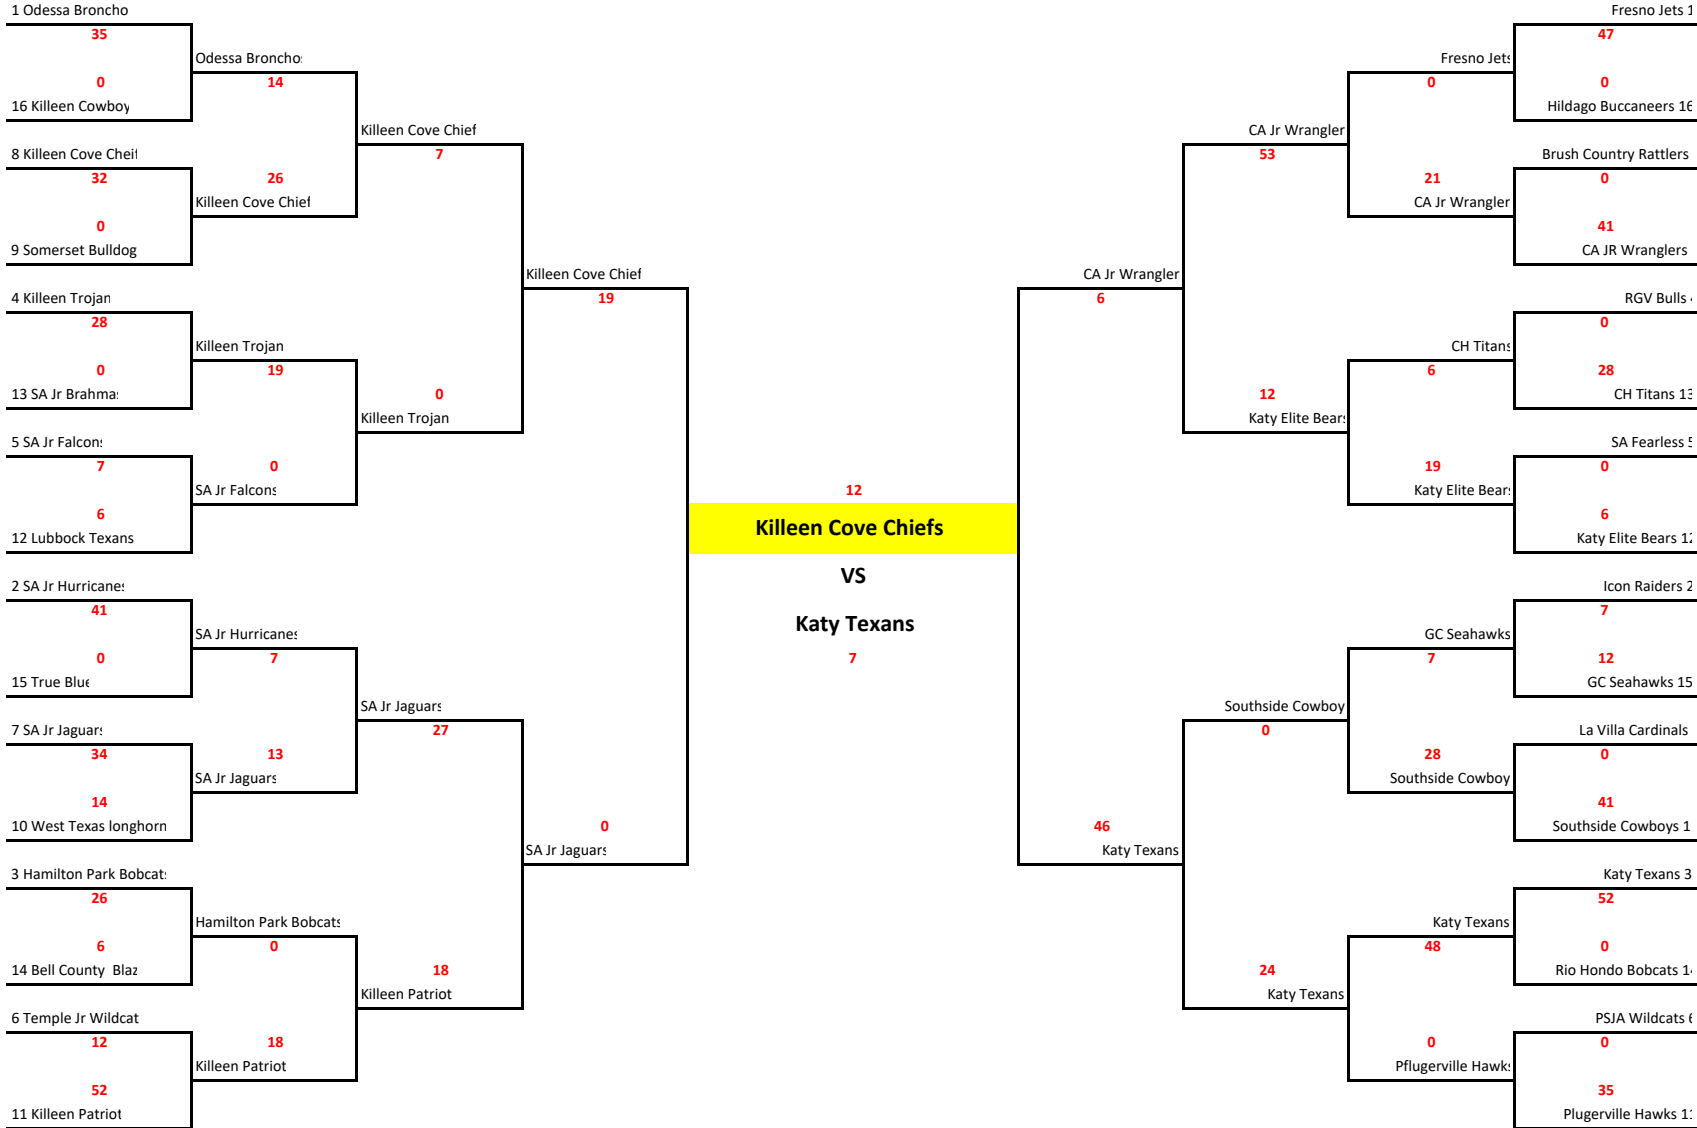 1 Odessa Broncho
35
0
16 Killeen Cowboy
8 Killeen Cove Cheif
32
0
9 Somerset Bulldog
4 Killeen Trojan
28
0
13 SA Jr Brahma
5 SA Jr Falcons
7
6
12 Lubbock Texans
2 SA Jr Hurricanes
41
0
15 True Blue
7 SA Jr Jaguars
34
14
10 West Texas longhorn
3 Hamilton Park Bobcat
26
6
14 Bell County Blaz
6 Temple Jr Wildcat
12
52
11 Killeen Patriot
Odessa Broncho
14
26
Killeen Cove Chief
Killeen Trojan
19
0
SA Jr Falcons
SA Jr Hurricanes
7
13
SA Jr Jaguars
Hamilton Park Bobcats
0
18
Killeen Patriot
Killeen Cove Chief
7
0
Killeen Trojan
SA Jr Jaguars
27
18
Killeen Patriot
Killeen Cove Chief
19
0
SA Jr Jaguars
12
Killeen Cove Chiefs
VS
Katy Texans
7
CA Jr Wrangler
6
46
Katy Texans
CA Jr Wrangler
53
12
Katy Elite Bears
Southside Cowboy
0
24
Katy Texans
Fresno Jets
0
21
CA Jr Wrangler
CH Titans
6
19
Katy Elite Bears
GC Seahawks
7
28
Southside Cowboy
Katy Texans
48
0
Pflugerville Hawks
Fresno Jets 1
47
0
Hildago Buccaneers 16
Brush Country Rattlers
0
41
CA JR Wranglers
RGV Bulls
0
28
CH Titans 13
SA Fearless 5
0
6
Katy Elite Bears 12
Icon Raiders 2
7
12
GC Seahawks 15
La Villa Cardinals
0
41
Southside Cowboys 1
Katy Texans 3
52
0
Rio Hondo Bobcats 14
PSJA Wildcats 6
0
35
Plugerville Hawks 11